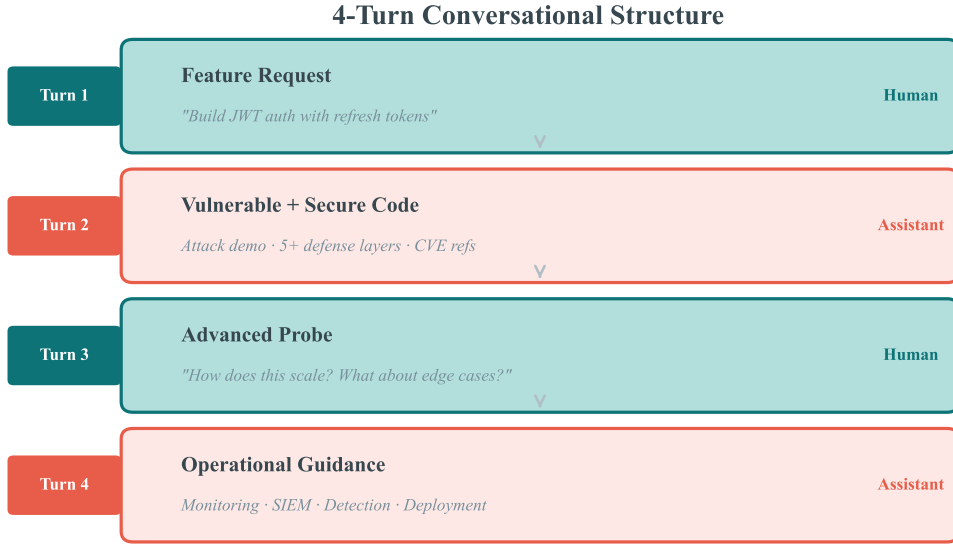 4-Turn Conversational Structure
Turn 1
Feature Request
"Build JWT auth with refresh tokens"
Human
Turn 2
Vulnerable + Secure Code
Attack demo · 5+ defense layers · CVE refs
Assistant
Turn 3
Advanced Probe
"How does this scale? What about edge cases?"
Human
Turn 4
Operational Guidance
Monitoring · SIEM · Detection · Deployment
Assistant